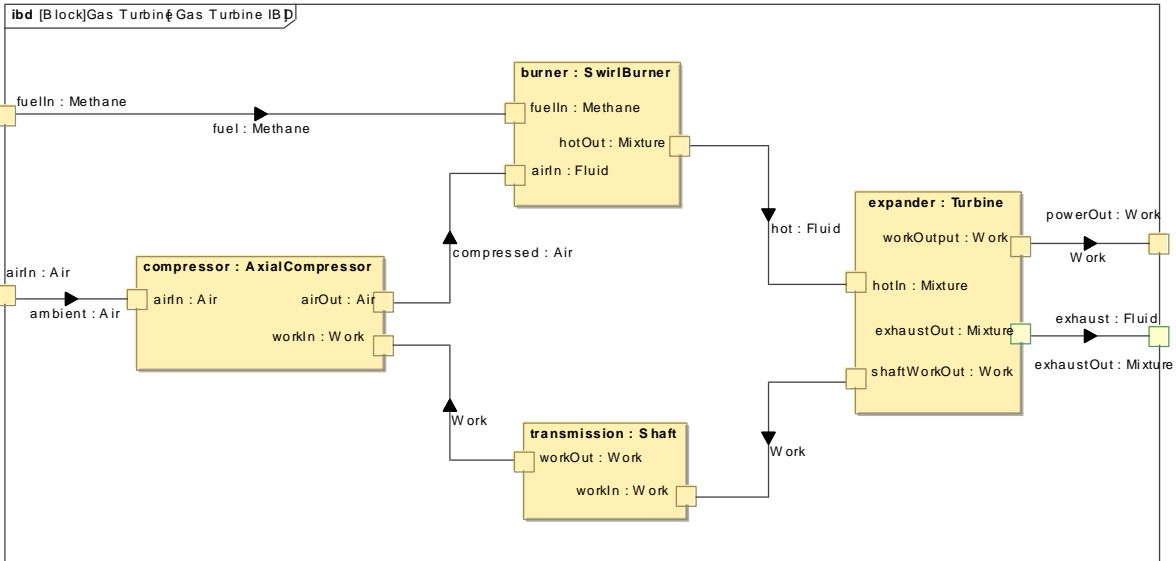 ibd [Block]Gas Turbine[ Gas Turbine IBD]
burner : SwirlBurner
fuelIn : Methane
fuelIn : Methane
fuel : Methane
hotOut : Mixture
airIn : Fluid
expander : Turbine
powerOut : Work
workOutput : Work
Work
hot : Fluid
compressed : Air
compressor : AxialCompressor
airIn : Air
airIn : Air
airOut : Air
ambient : Air
hotIn : Mixture
exhaust : Fluid
exhaustOut : Mixture
workIn : Work
exhaustOut : Mixture
shaftWorkOut : Work
Work
transmission : Shaft
workOut : Work
Work
workIn : Work